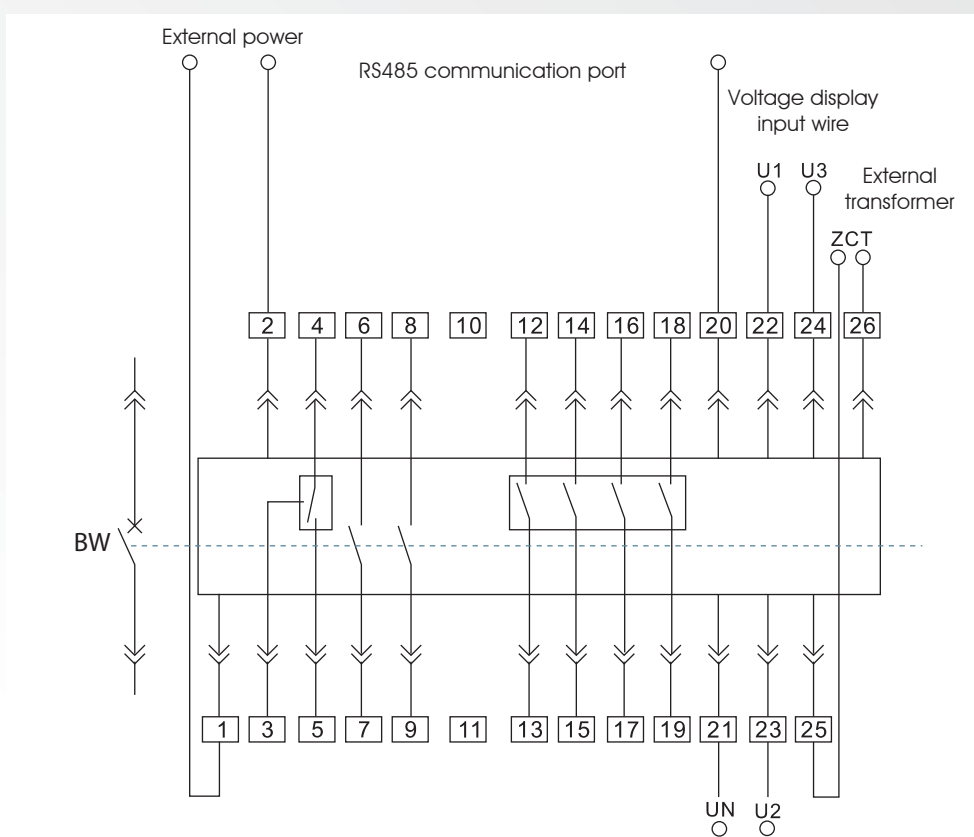 External power
RS485 communication port
Voltage display
input wire
U1 U3
External
transformer
ZCT
2 4 6 8 10 12 14 16 18 20 22 24 26
BW
1 3 5 7 9 11 13 15 17 19 21 23 25
UN U2